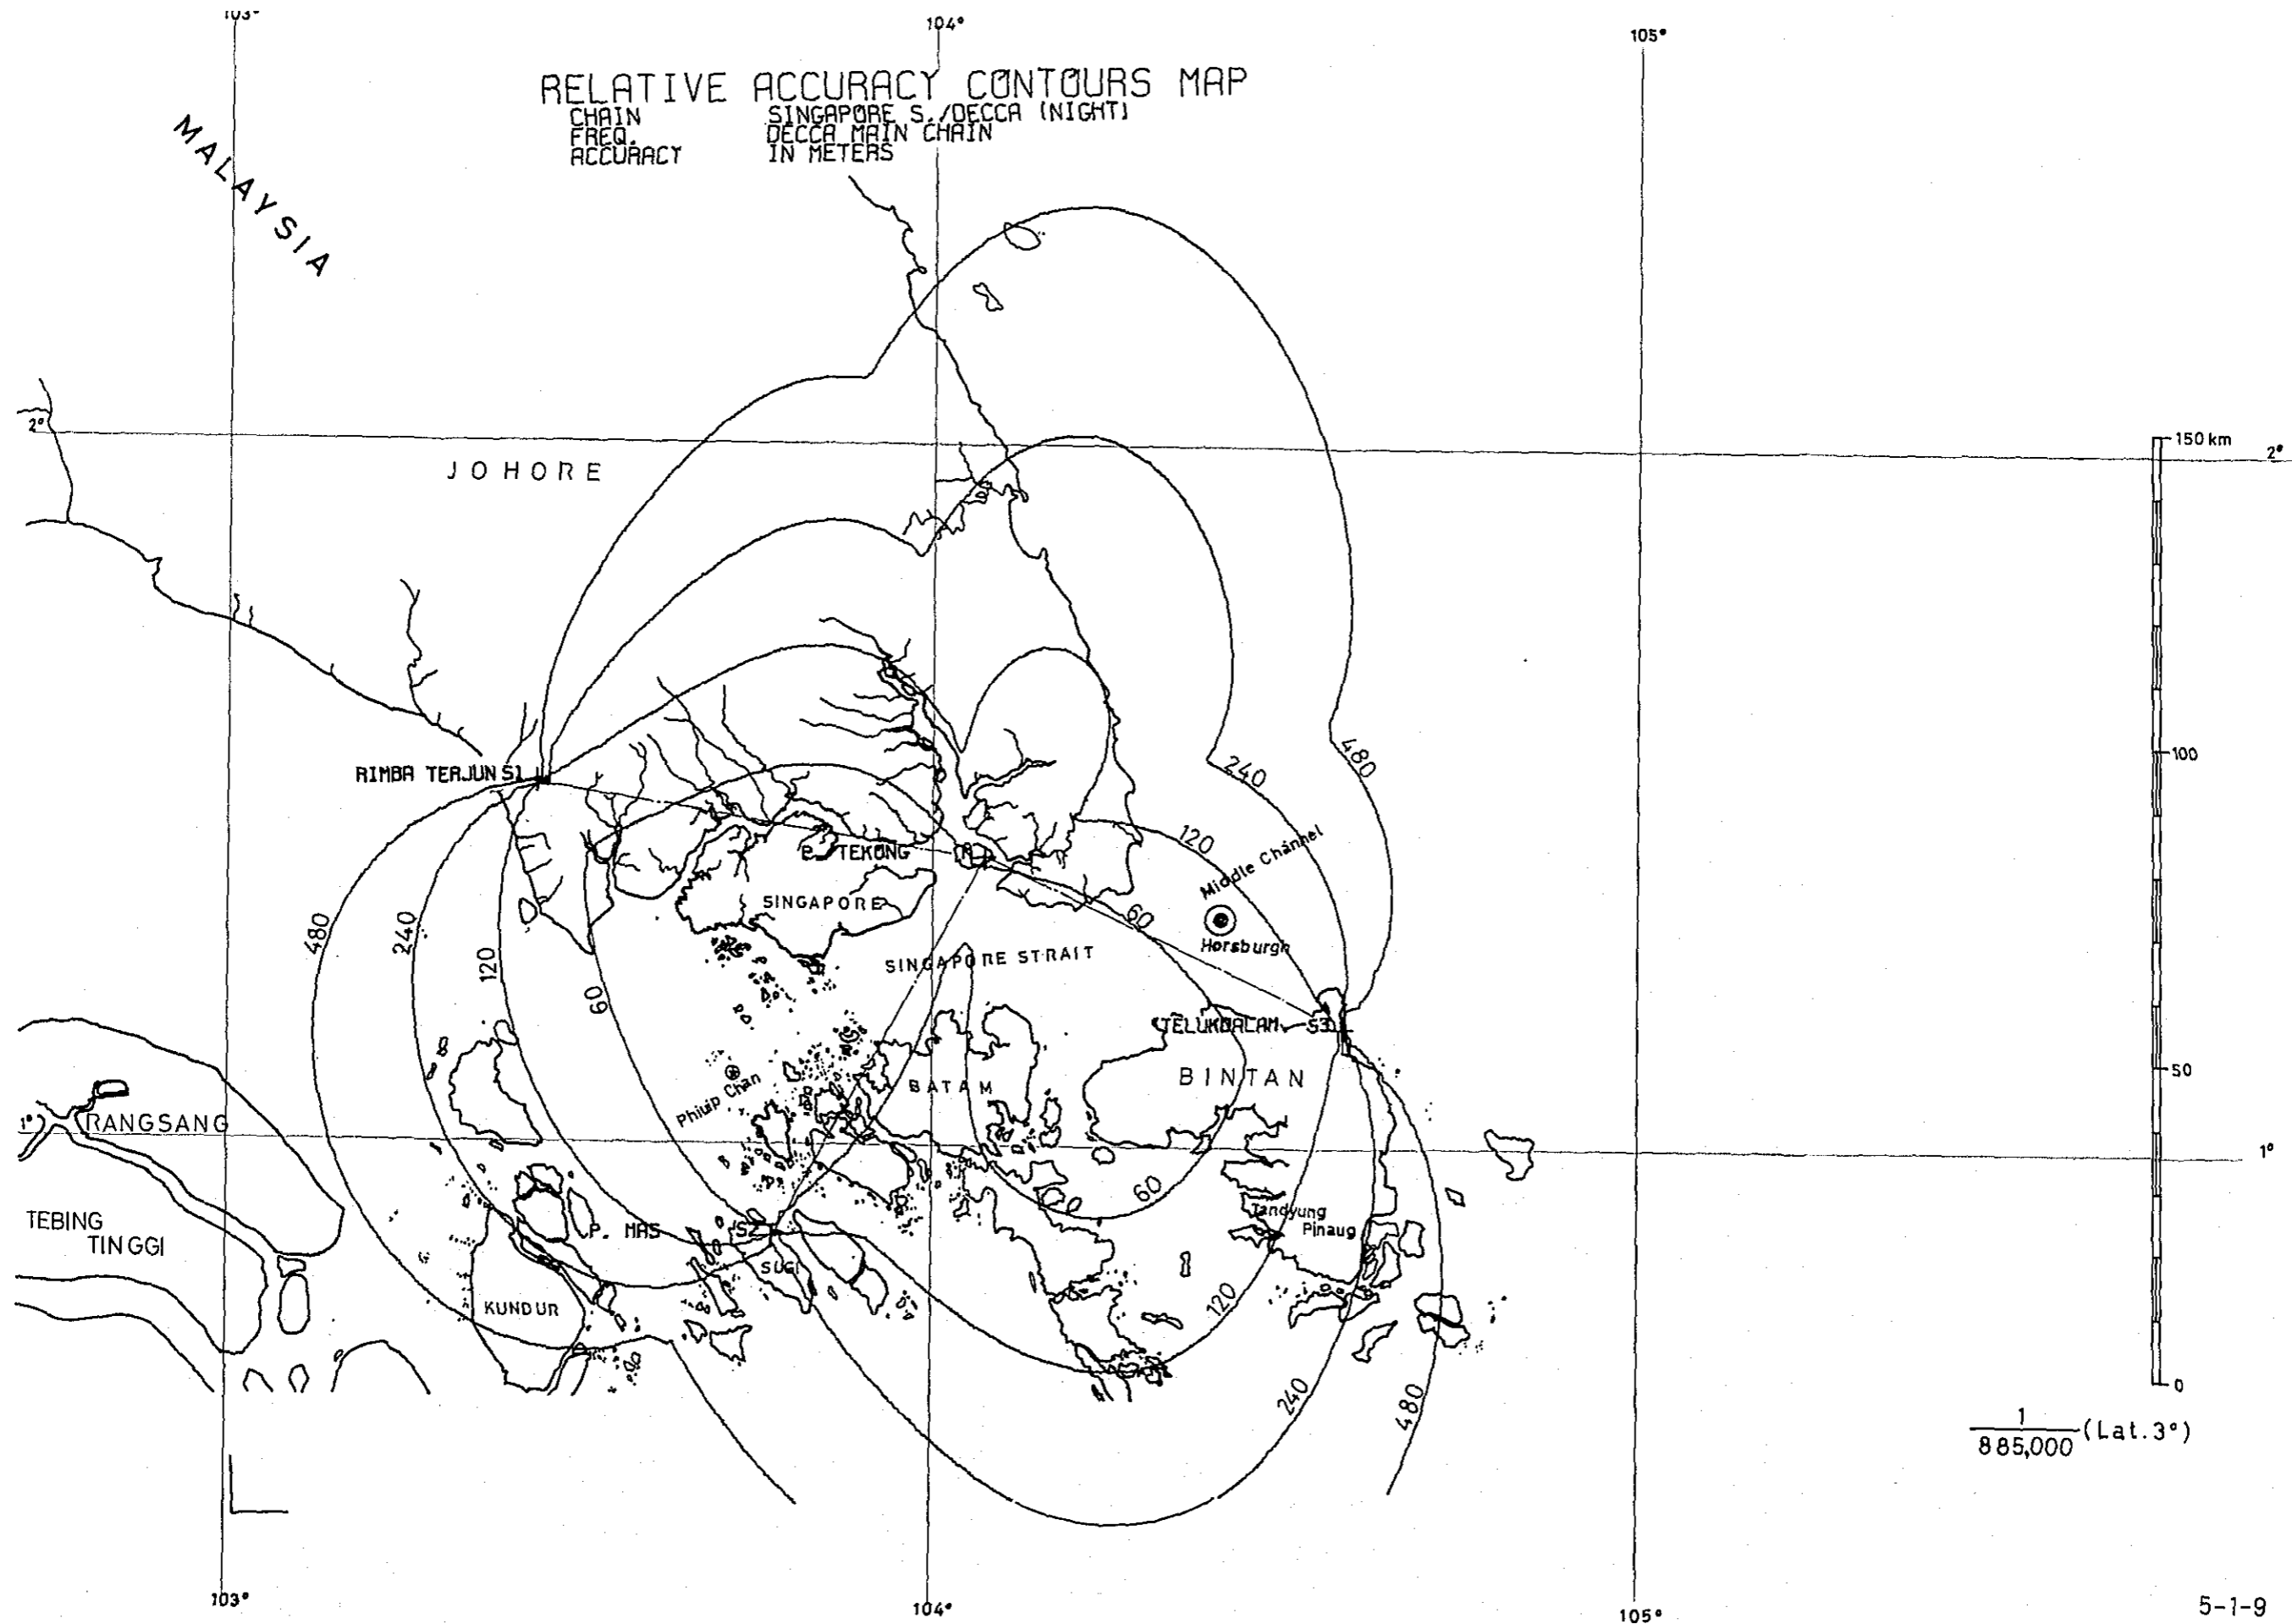 103°
104°
105°
RELATIVE ACCURACY CONTOURS MAP
CHAIN SINGAPORE S./DECCA (NIGHT)
FREQ. DECCA MAIN CHAIN
ACCURACY IN METERS
MALAYSIA
2°
150 km
2°
JOHORE
480
240
100
RIMBA TERJUN S1
120
Middle Channel
P. TEKONG
SINGAPORE
60
Horsburgh
480
240
120
60
SINGAPORE STRAIT
TELUKDALAM S3
BATAM
BINTAN
50
Phiuip Chan
1°
RANGSANG
1°
60
TEBING
TINGGI
P. MAS
S2
Tandyung
Pinaug
SUGI
KUNDUR
120
240
480
0
1
885,000 (Lat.3°)
103°
104°
105°
5-1-9